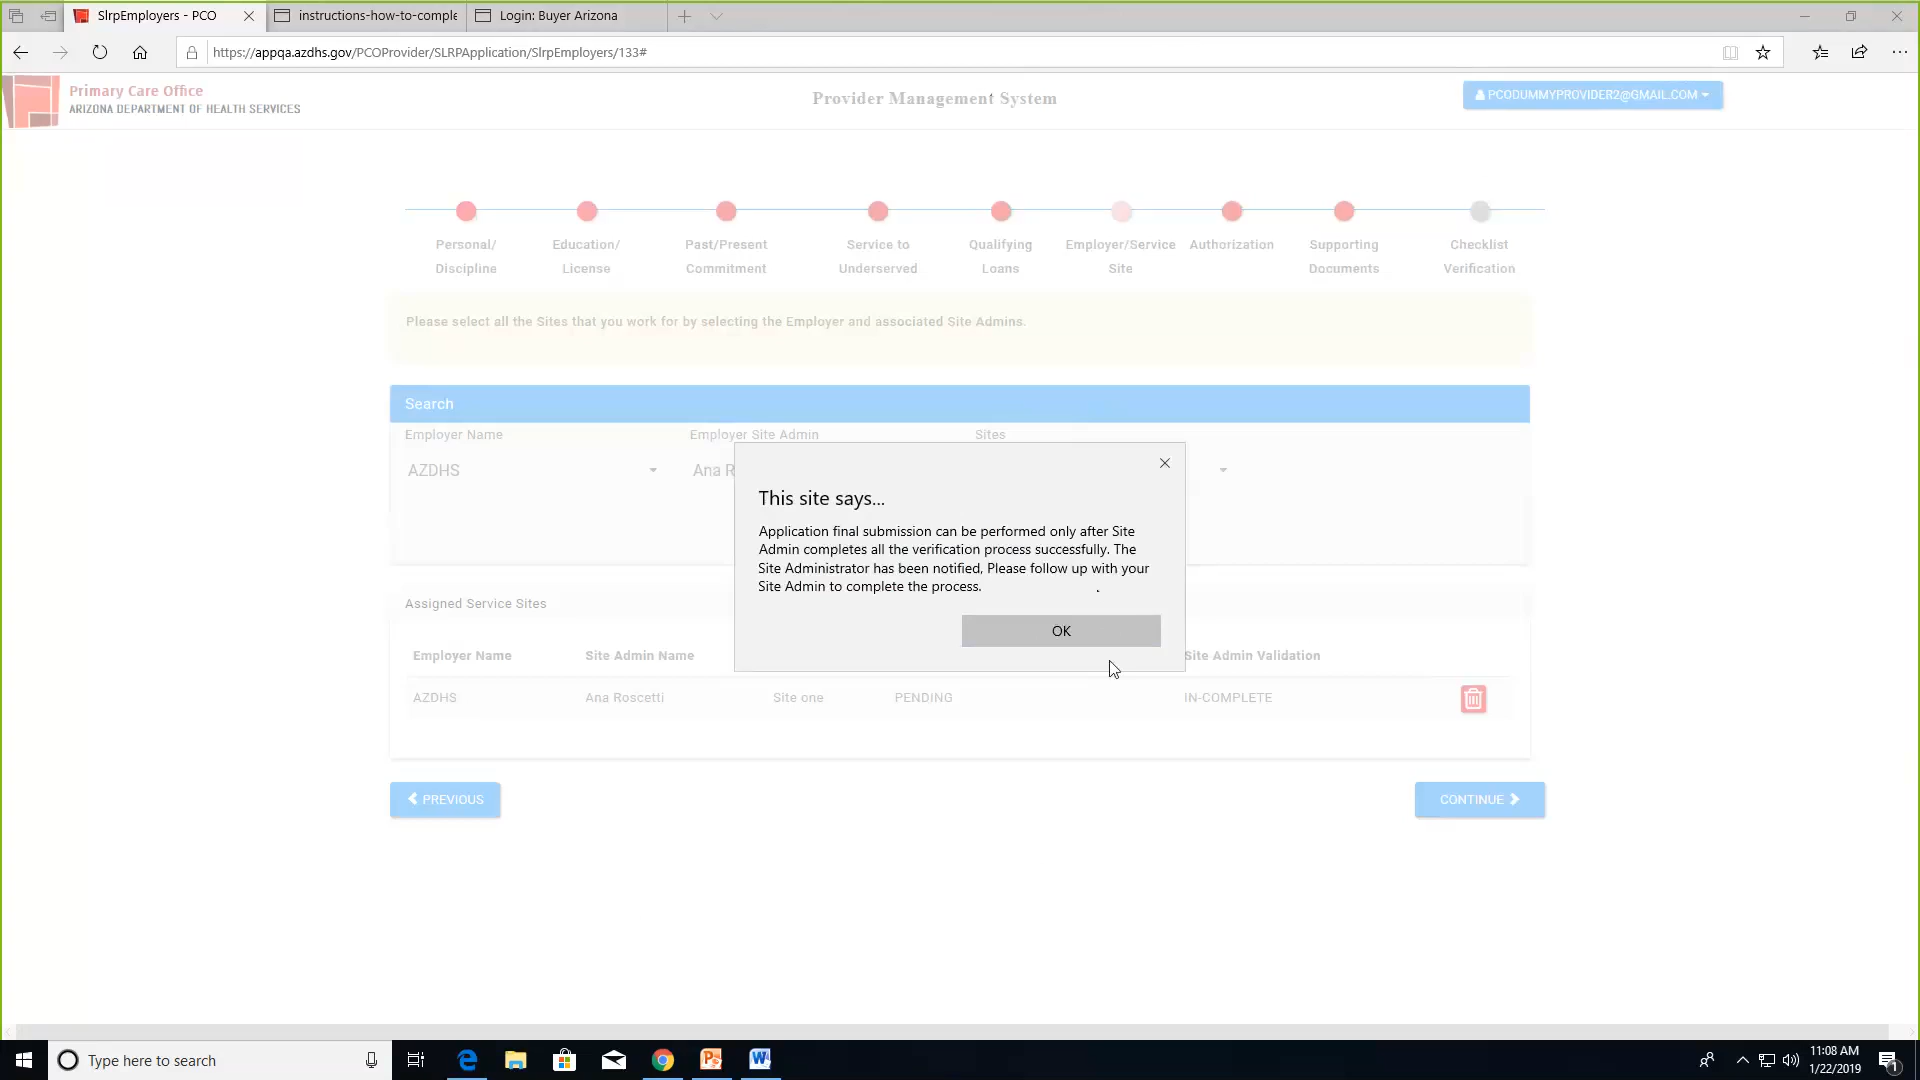 SlrpEmployers - PCO
instructions-how-to-comple
Login: Buyer Arizona
https://appqa.azdhs.gov/PCOProvider/SLRPApplication/SlrpEmployers/133#
Primary Care Office
ARIZONA DEPARTMENT OF HEALTH SERVICES
Provider Management System
PCODUMMYPROVIDER2@GMAIL.COM
Personal/
Discipline
Education/
License
Past/Present
Commitment
Service to
Underserved
Qualifying
Loans
Employer/Service
Site
Authorization
Supporting
Documents
Checklist
Verification
Please select all the Sites that you work for by selecting the Employer and associated Site Admins.
Search
Employer Name
Employer Site Admin
Sites
AZDHS
Ana R
This site says...
Application final submission can be performed only after Site
Admin completes all the verification process successfully. The
Site Administrator has been notified, Please follow up with your
Site Admin to complete the process.
OK
Assigned Service Sites
Employer Name
Site Admin Name
Site Admin Validation
AZDHS
Ana Roscetti
Site one
PENDING
IN-COMPLETE
PREVIOUS
CONTINUE
Type here to search
11:08 AM
1/22/2019
1